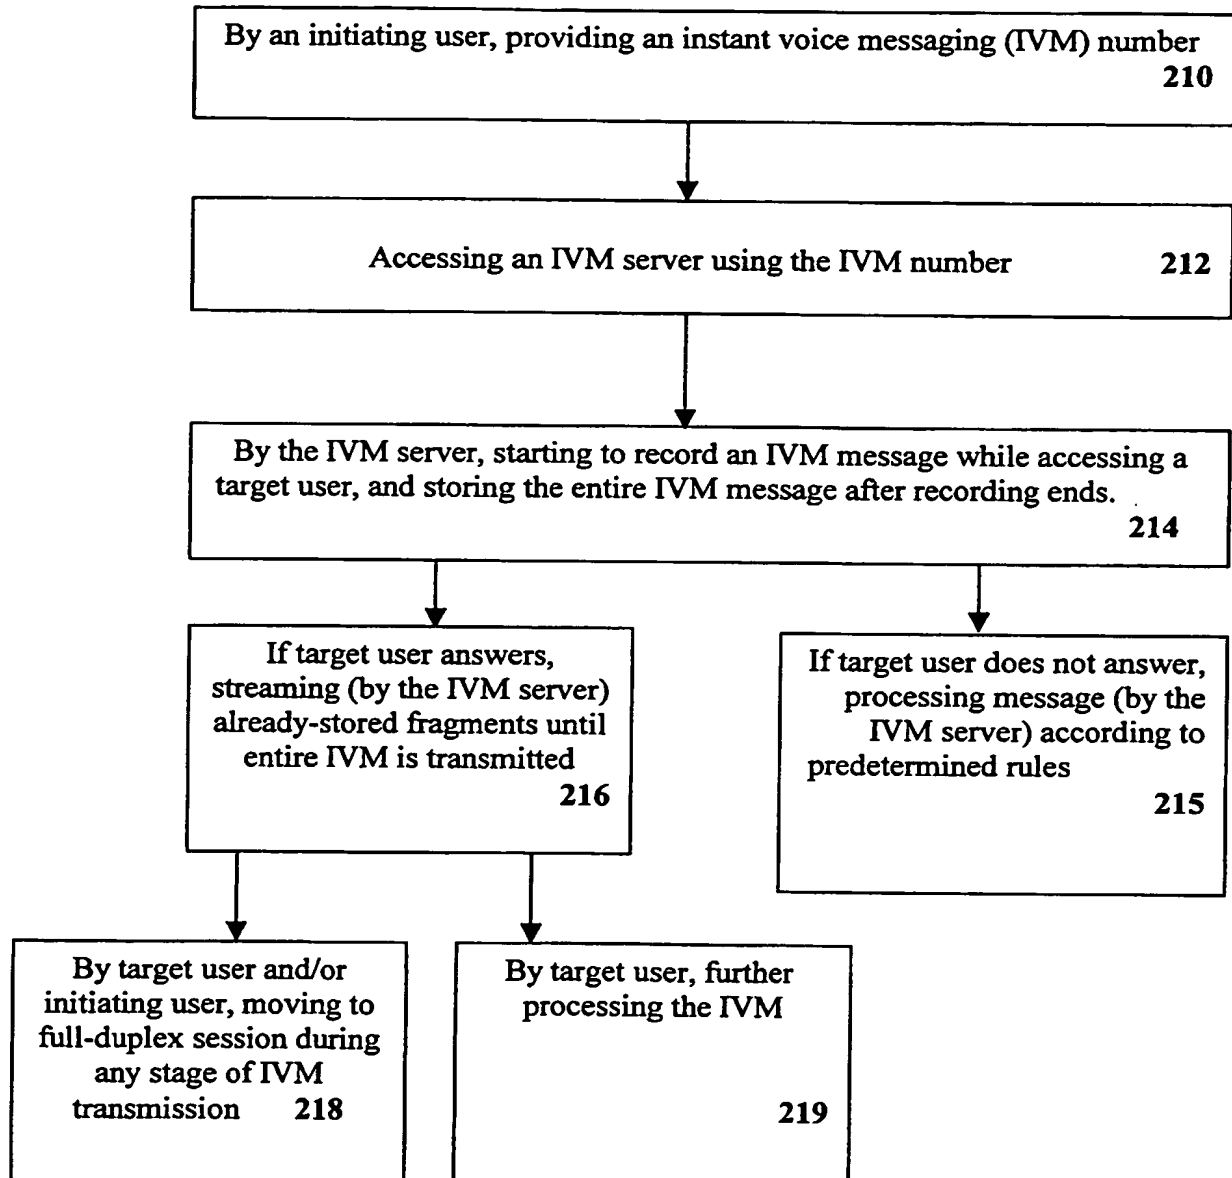 By an initiating user, providing an instant voice messaging (IVM) number
210
Accessing an IVM server using the IVM number 212
By the IVM server, starting to record an IVM message while accessing a
target user, and storing the entire IVM message after recording ends.
214
If target user answers,
streaming (by the IVM server)
already-stored fragments until
entire IVM is transmitted
216
If target user does not answer,
processing message (by the
IVM server) according to
predetermined rules
215
By target user and/or
initiating user, moving to
full-duplex session during
any stage of IVM
transmission 218
By target user, further
processing the IVM
219